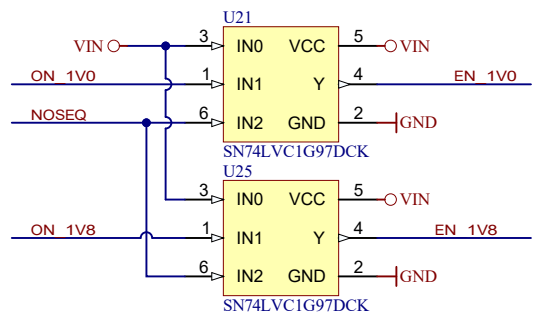 U21
VIN 3 IN0 VCC 5 VIN
ON_1V0 1 IN1 Y 4 EN_1V0
NOSEQ 6 IN2 GND 2 GND
SN74LVC1G97DCK
U25
3 IN0 VCC 5 VIN
ON_1V8 1 IN1 Y 4 EN_1V8
6 IN2 GND 2 GND
SN74LVC1G97DCK